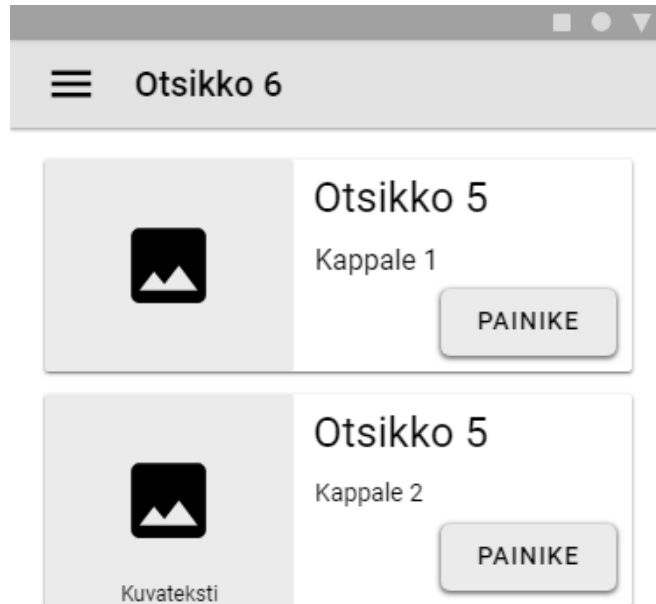 Otsikko 6
Otsikko 5
Kappale 1
PAINIKE
Otsikko 5
Kappale 2
PAINIKE
Kuvateksti